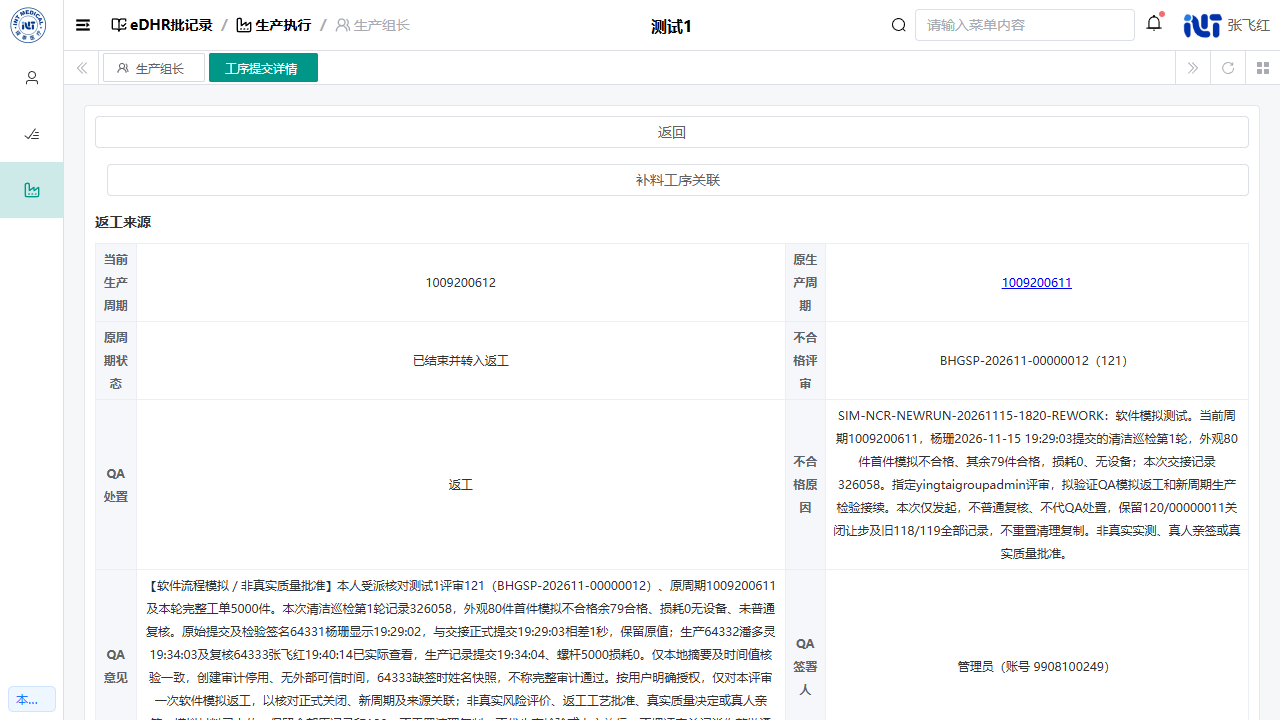 eDHR批记录 / 生产执行 / 生产组长
测试1
请输入菜单内容
张飞红
生产组长
工序提交详情
返回
补料工序关联
返工来源
当前生产周期
1009200612
原生产周期
1009200611
原周期状态
已结束并转入返工
不合格评审
BHGSP-202611-00000012（121）
QA处置
返工
不合格原因
SIM-NCR-NEWRUN-20261115-1820-REWORK：软件模拟测试。当前周
期1009200611，杨珊2026-11-15 19:29:03提交的清洁巡检第1轮，外观80
件首件模拟不合格、其余79件合格，损耗0、无设备；本次交接记录
326058。指定yingtaigroupadmin评审，拟验证QA模拟返工和新周期生产
检验接续。本次仅发起，不普通复核、不代QA处置，保留120/00000011关
闭让步及旧118/119全部记录，不重置清理复制。非真实实测、真人亲签或真
实质量批准。
QA意见
【软件流程模拟 / 非真实质量批准】本人受派核对测试1评审121（BHGSP-202611-00000012）、原周期1009200611
及本轮完整工单5000件。本次清洁巡检第1轮记录326058，外观80件首件模拟不合格余79合格、损耗0无设备、未普通
复核。原始提交及检验签名64331杨珊显示19:29:02，与交接正式提交19:29:03相差1秒，保留原值；生产64332潘多灵
19:34:03及复核64333张飞红19:40:14已实际查看，生产记录提交19:34:04、螺杆5000损耗0。仅本地摘要及时间值核
验一致，创建审计停用、无外部可信时间，64333缺签时姓名快照，不称完整审计通过。按用户明确授权，仅对本评审
一次软件模拟返工，以核对正式关闭、新周期及来源关联；非真实风险评价、返工工艺批准、真实质量决定或真人亲
QA签署人
管理员（账号 9908100249）
本...